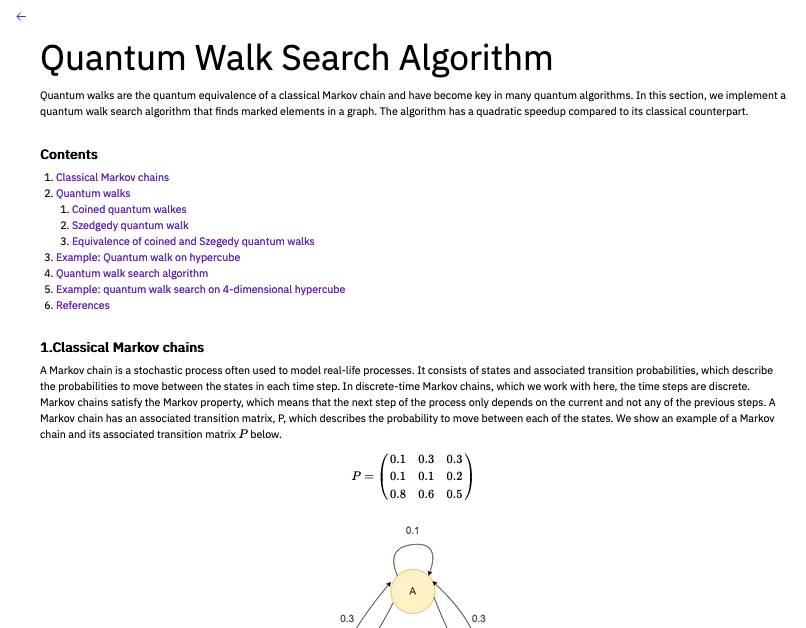 ←
Quantum Walk Search Algorithm
Quantum walks are the quantum equivalence of a classical Markov chain and have become key in many quantum algorithms. In this section, we implement a
quantum walk search algorithm that finds marked elements in a graph. The algorithm has a quadratic speedup compared to its classical counterpart.
Contents
1. Classical Markov chains
2. Quantum walks
1. Coined quantum walkes
2. Szedgedy quantum walk
3. Equivalence of coined and Szegedy quantum walks
3. Example: Quantum walk on hypercube
4. Quantum walk search algorithm
5. Example: quantum walk search on 4-dimensional hypercube
6. References
1.Classical Markov chains
A Markov chain is a stochastic process often used to model real-life processes. It consists of states and associated transition probabilities, which describe
the probabilities to move between the states in each time step. In discrete-time Markov chains, which we work with here, the time steps are discrete.
Markov chains satisfy the Markov property, which means that the next step of the process only depends on the current and not any of the previous steps. A
Markov chain has an associated transition matrix, P, which describes the probability to move between each of the states. We show an example of a Markov
chain and its associated transition matrix P below.
0.1 0.3 0.3
P = 0.1 0.1 0.2
0.8 0.6 0.5
0.1
A
0.3 0.3